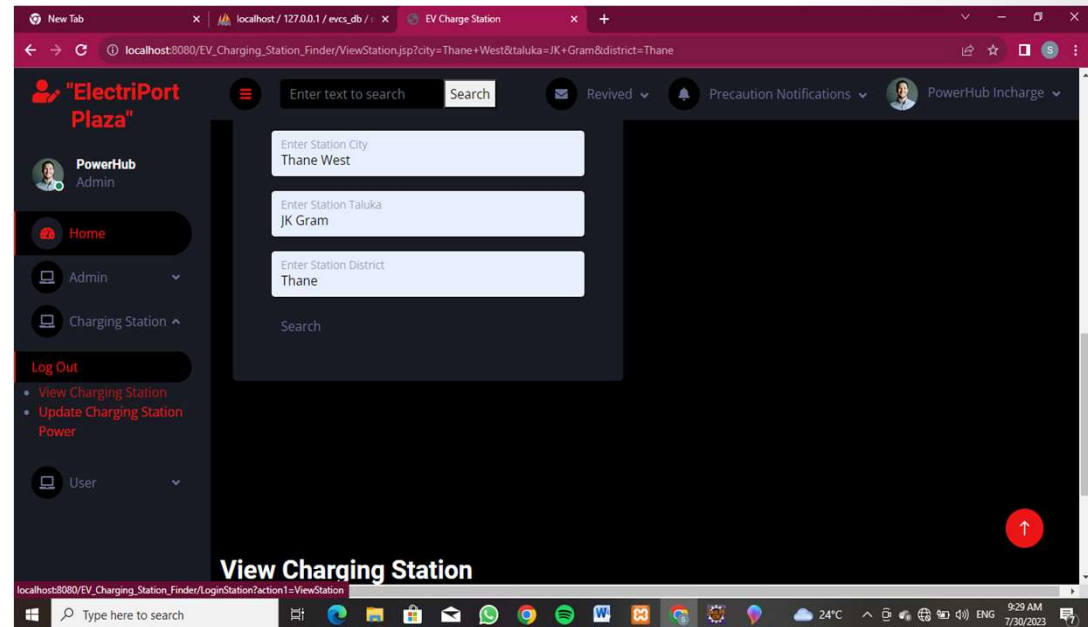 New Tab
localhost / 127.0.0.1 / evcs_db /
EV Charge Station
localhost:8080/EV_Charging_Station_Finder/ViewStation.jsp?city=Thane+West&taluka=JK+Gram&district=Thane
S
"ElectriPort
Plaza"
Enter text to search
Search
Revived
Precaution Notifications
PowerHub Incharge
PowerHub
Admin
Home
Admin
Charging Station
Log Out
View Charging Station
Update Charging Station
Power
User
Enter Station City
Thane West
Enter Station Taluka
JK Gram
Enter Station District
Thane
Search
View Charging Station
localhost:8080/EV_Charging_Station_Finder/LoginStation?action1=ViewStation
Type here to search
24°C
ENG
9:29 AM
7/30/2023